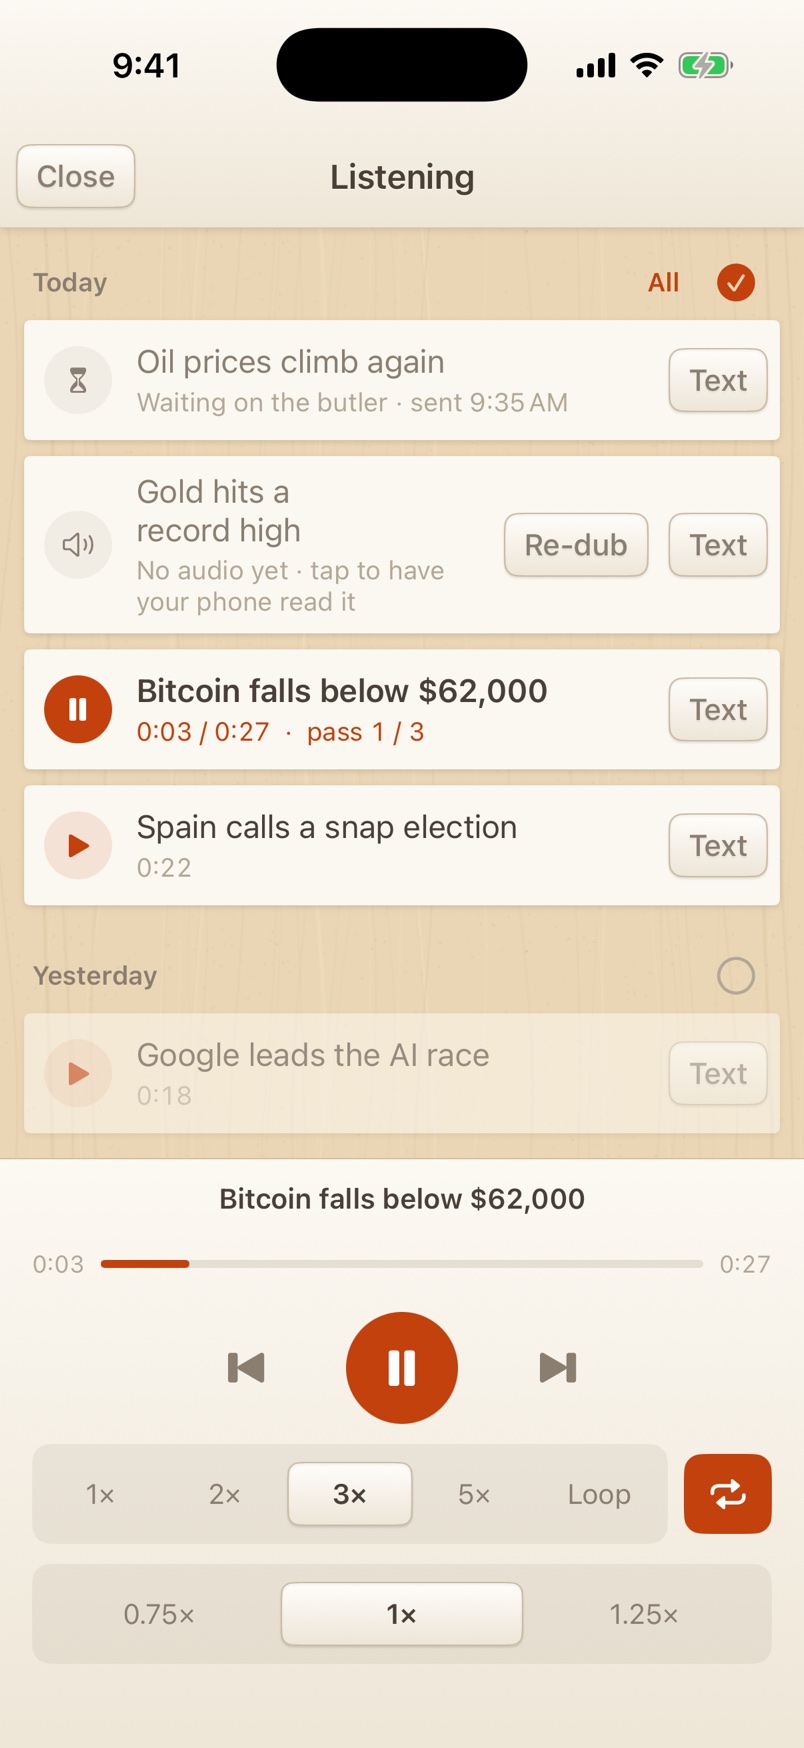 9:41
Close
Listening
Today
All
Oil prices climb again
Waiting on the butler · sent 9:35 AM
Text
Gold hits a
record high
No audio yet · tap to have
your phone read it
Re-dub
Text
Bitcoin falls below $62,000
0:03 / 0:27 · pass 1 / 3
Text
Spain calls a snap election
0:22
Text
Yesterday
Google leads the AI race
0:18
Text
Bitcoin falls below $62,000
0:03
0:27
1×
2×
3×
5×
Loop
0.75×
1×
1.25×